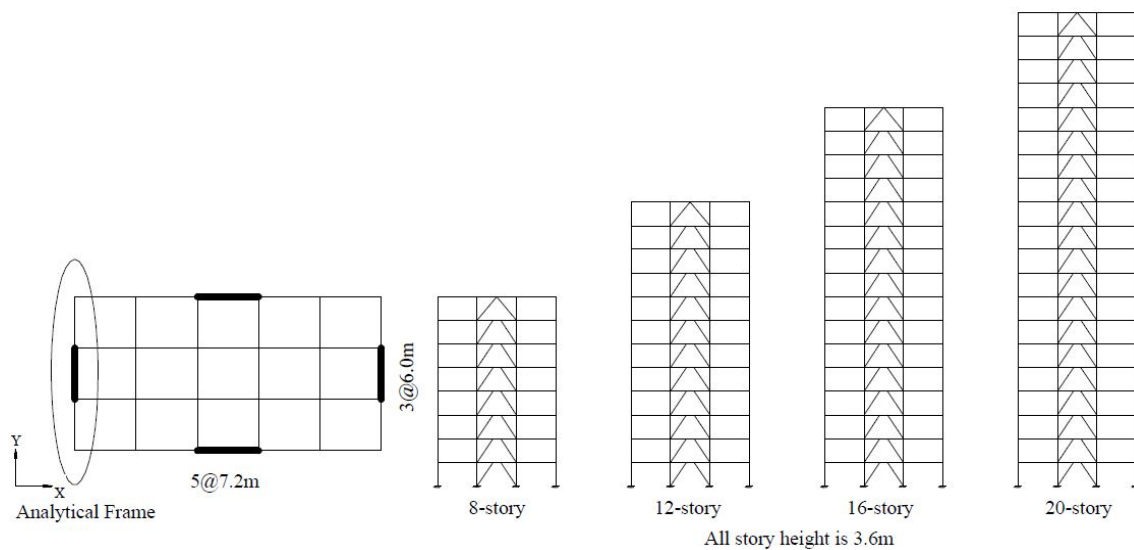 3@6.0m
Y
X
5@7.2m
Analytical Frame
8-story
12-story
16-story
20-story
All story height is 3.6m